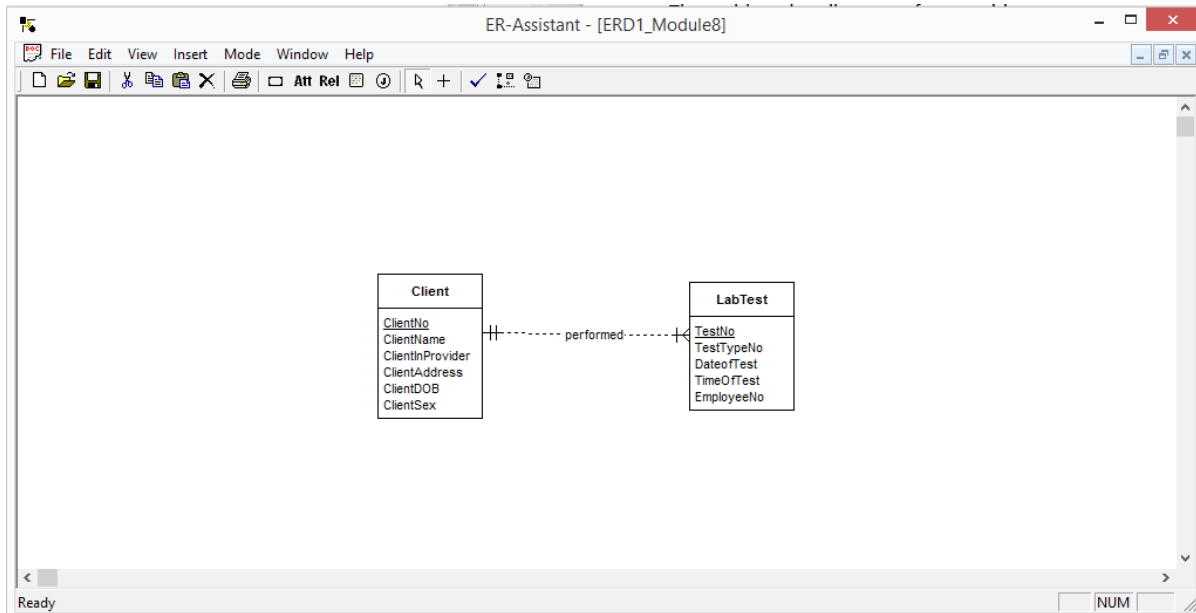 ER-Assistant - [ERD1_Module8]
DOC File Edit View Insert Mode Window Help
Att Rel J
Client
ClientNo
ClientName
ClientInProvider
ClientAddress
ClientDOB
ClientSex
performed
LabTest
TestNo
TestTypeNo
DateofTest
TimeOfTest
EmployeeNo
Ready NUM